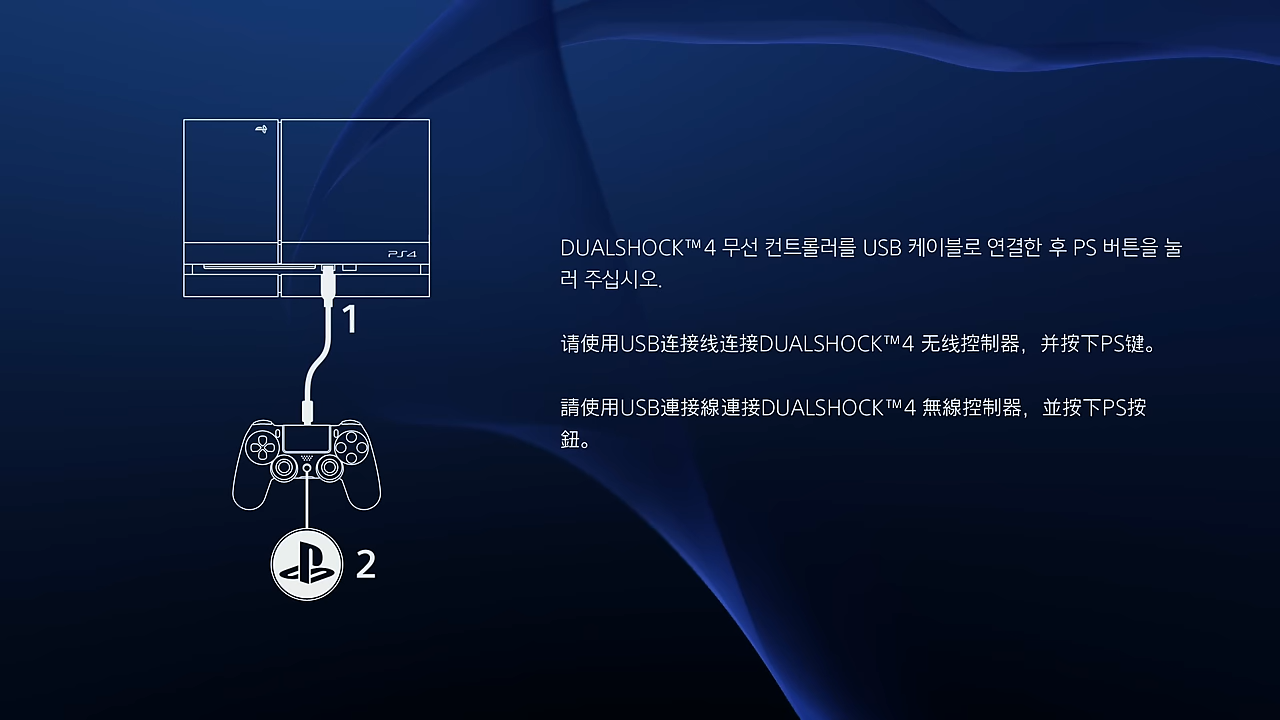 PS4
1
2
DUALSHOCK™4 무선 컨트롤러를 USB 케이블로 연결한 후 PS 버튼을 눌
러 주십시오.
请使用USB连接线连接DUALSHOCK™4 无线控制器，并按下PS键。
請使用USB連接線連接DUALSHOCK™4 無線控制器，並按下PS按
鈕。